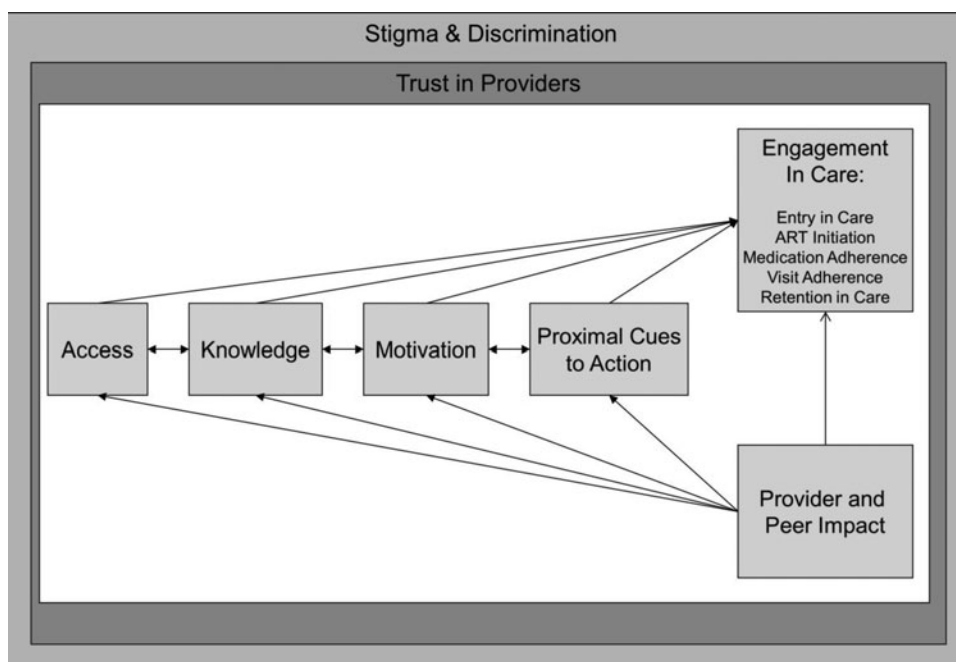 Stigma & Discrimination
Trust in Providers
Engagement
In Care:
Entry in Care
ART Initiation
Medication Adherence
Visit Adherence
Retention in Care
Access
Knowledge
Motivation
Proximal Cues
to Action
Provider and
Peer Impact